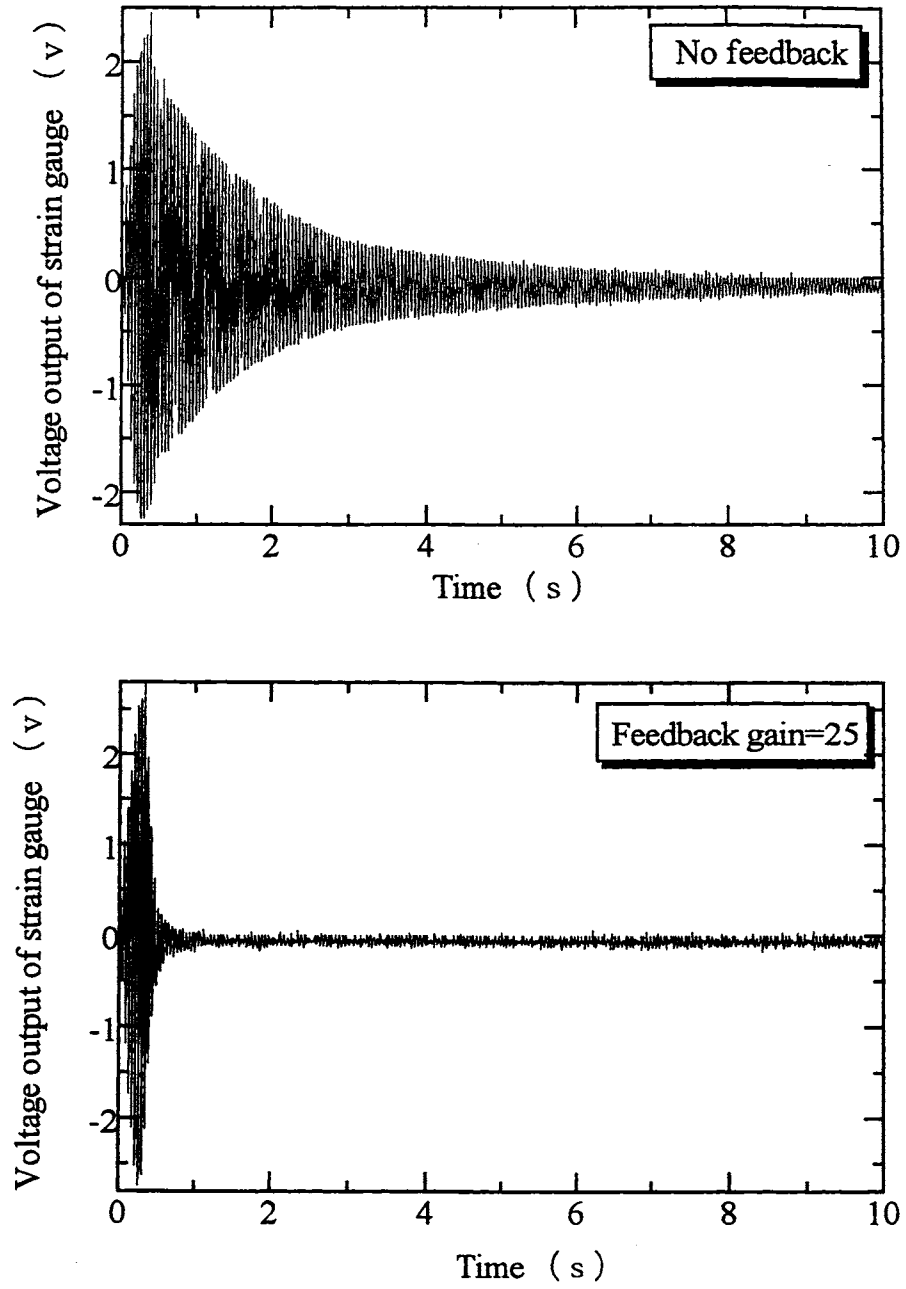 No feedback
Voltage output of strain gauge (v)
2
1
0
-1
-2
0 2 4 6 8 10
Time (s)
Feedback gain=25
Voltage output of strain gauge (v)
2
1
0
-1
-2
0 2 4 6 8 10
Time (s)